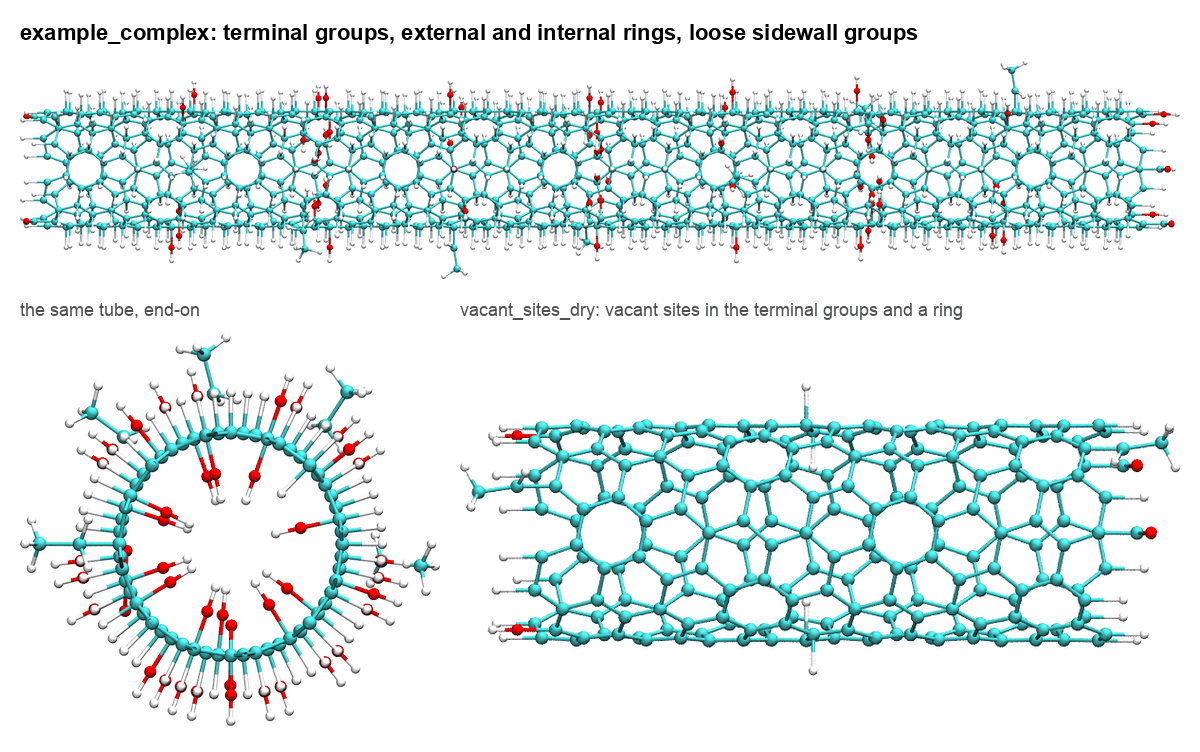 example_complex: terminal groups, external and internal rings, loose sidewall groups
the same tube, end-on
vacant_sites_dry: vacant sites in the terminal groups and a ring